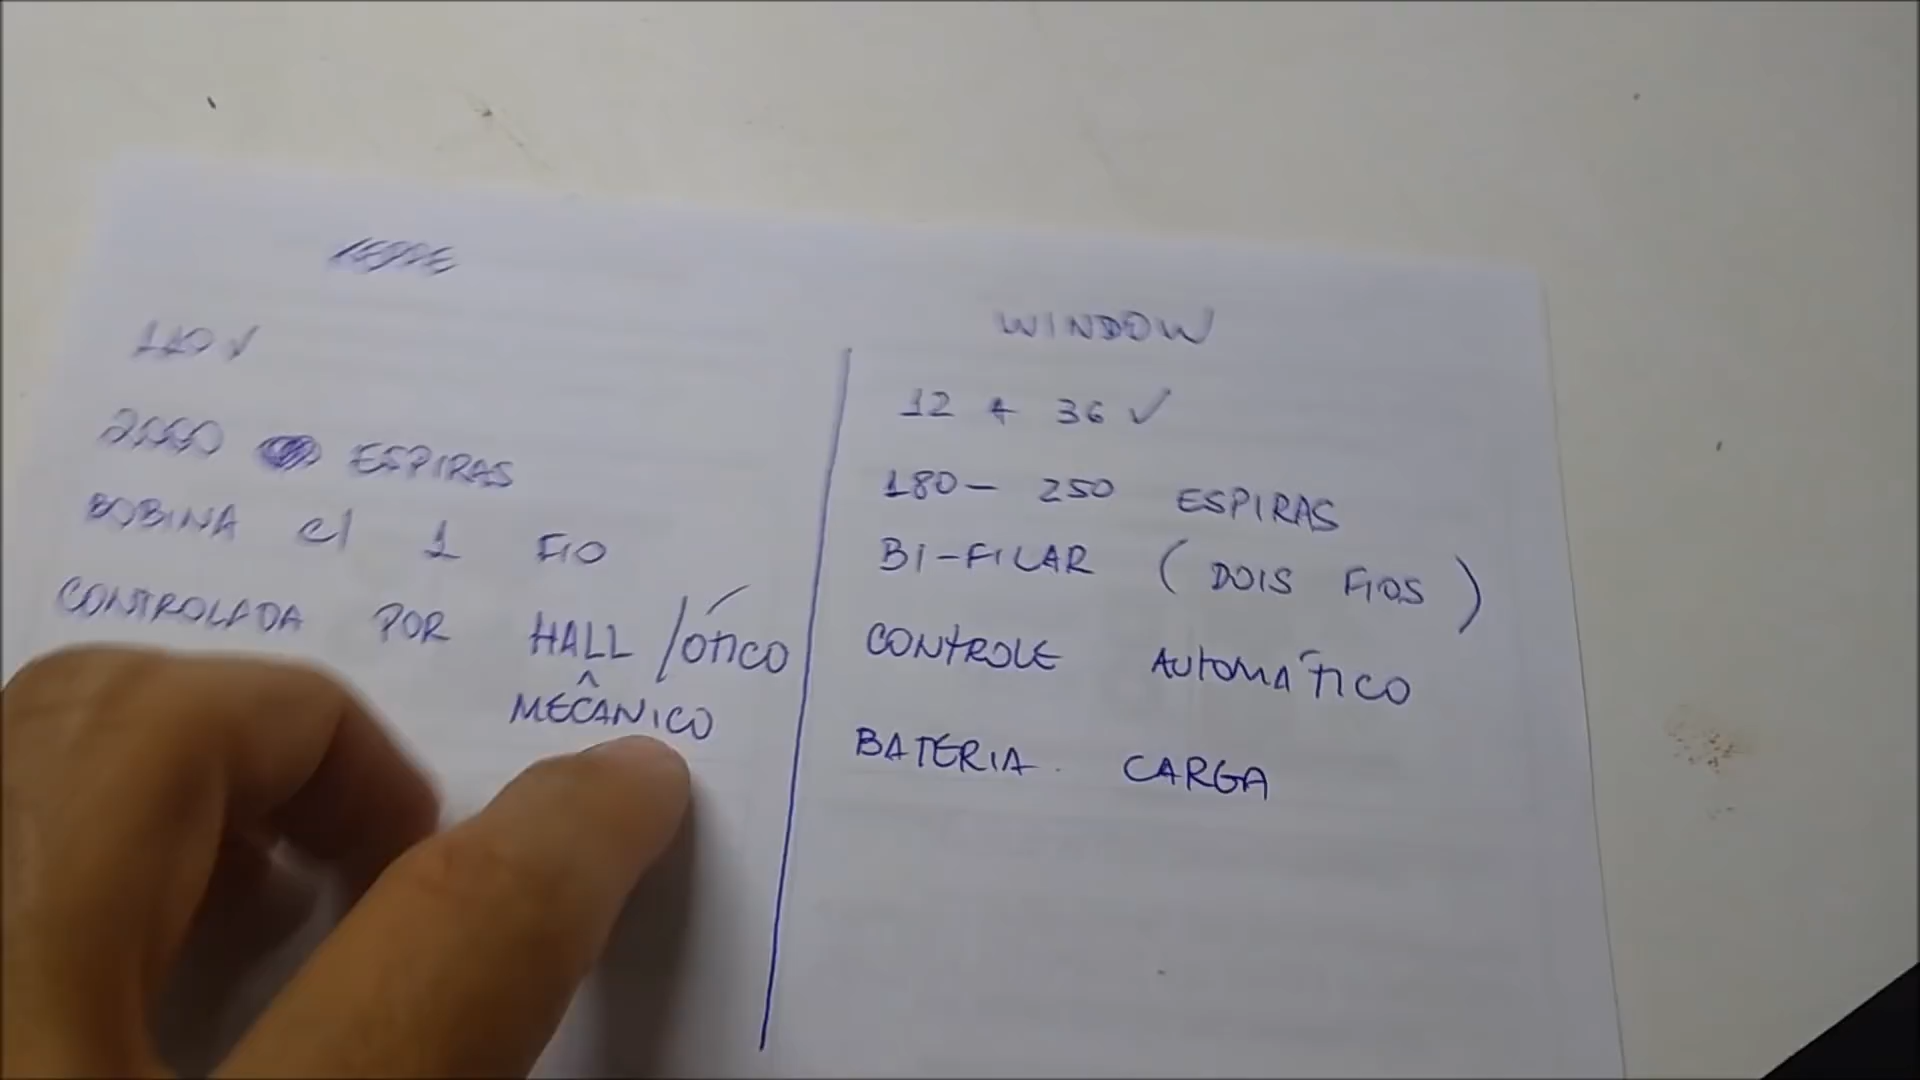 110 V
2000 ESPIRAS
BOBINA C/ 1 FIO
CONTROLADA POR HALL / ÓTICO
MECÂNICO
WINDOW
12 A 36 V
180 - 250 ESPIRAS
BI-FILAR ( DOIS FIOS )
CONTROLE AUTOMÁTICO
BATERIA CARGA